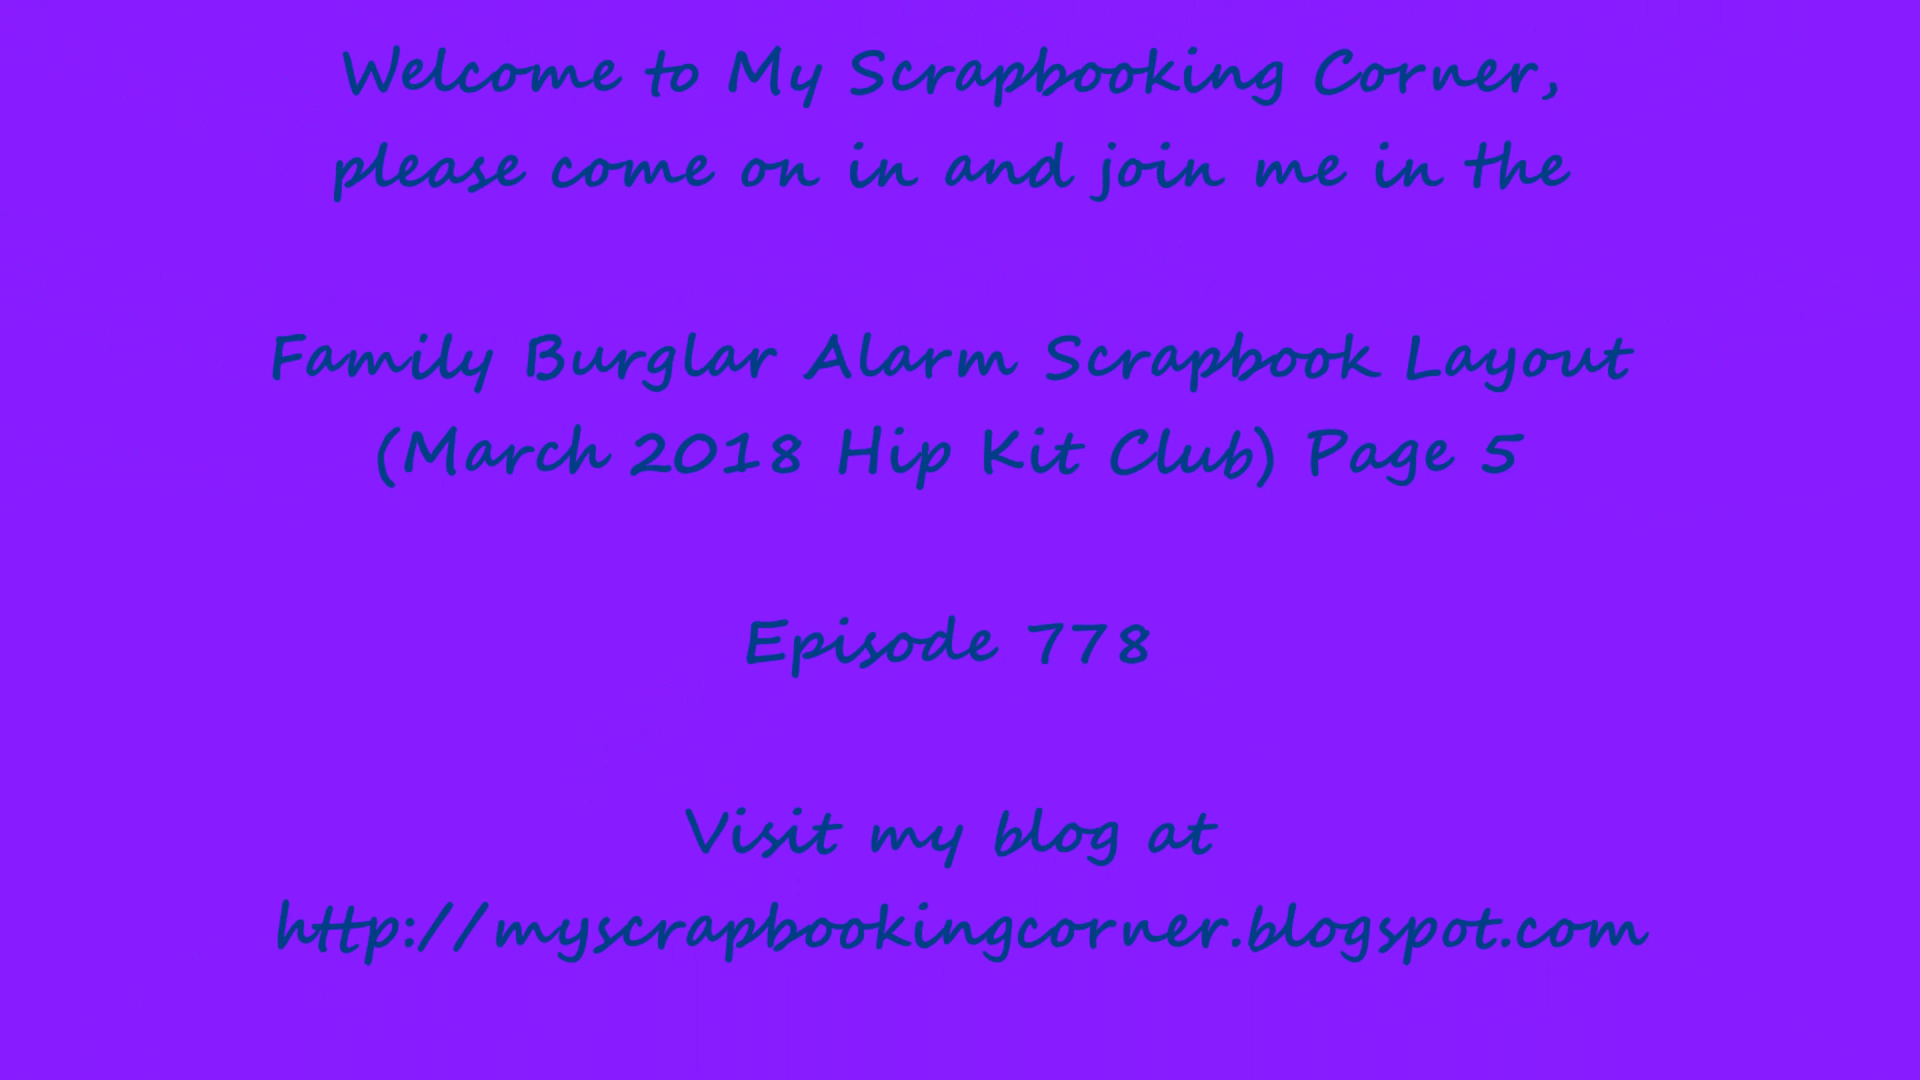 Welcome to My Scrapbooking Corner,
please come on in and join me in the
Family Burglar Alarm Scrapbook Layout
(March 2018 Hip Kit Club) Page 5
Episode 778
Visit my blog at
http://myscrapbookingcorner.blogspot.com